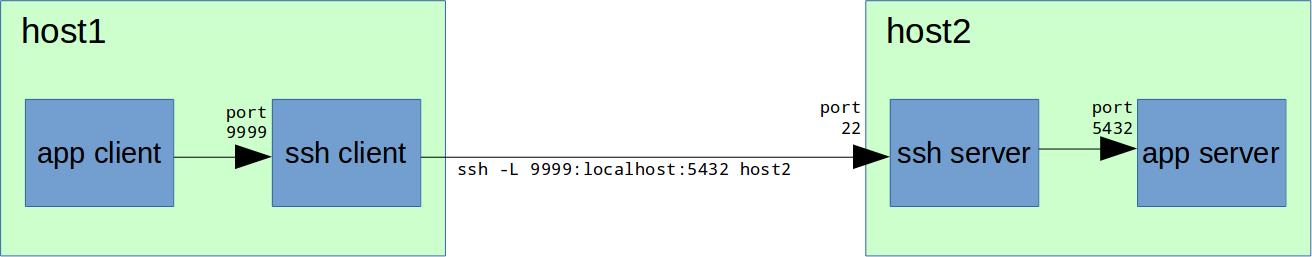 host1
host2
port
9999
port
22
port
5432
app client
ssh client
ssh server
app server
ssh -L 9999:localhost:5432 host2